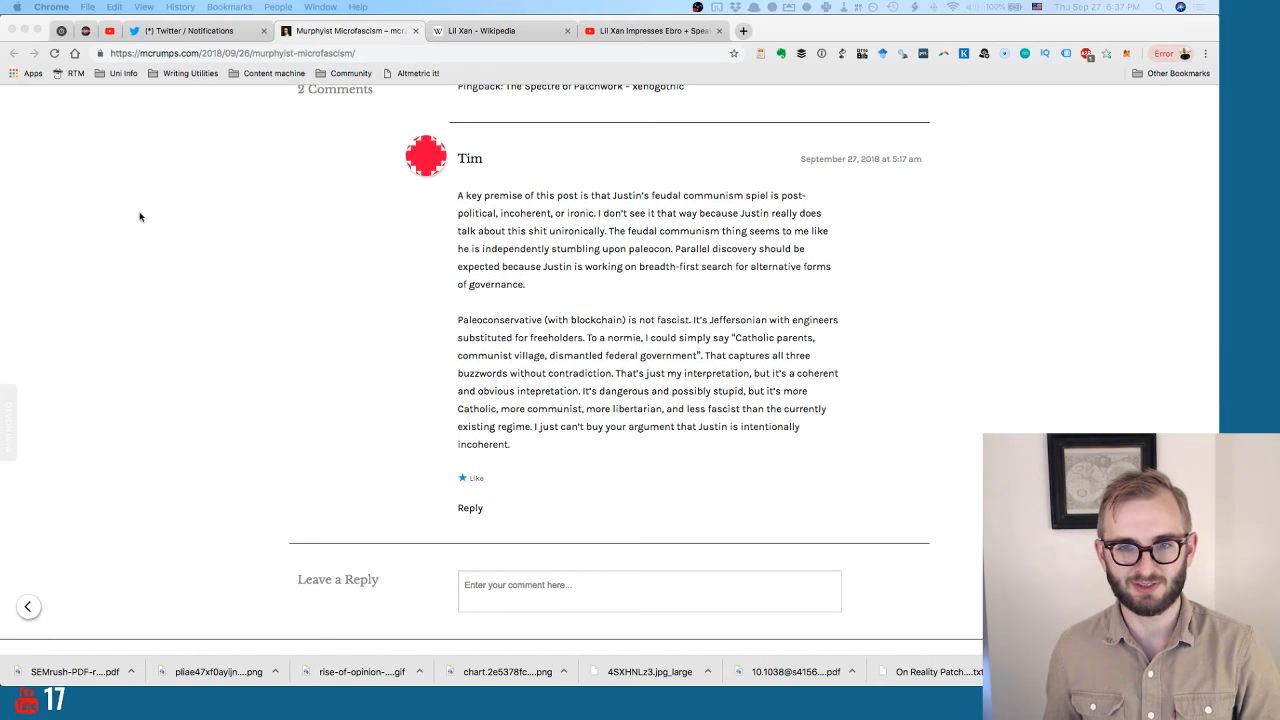 Chrome File Edit View History Bookmarks People Window Help
Thu Sep 27 8:37 PM
(*) Twitter / Notifications
Murphyist Microfascism – mcr
Lil Xan - Wikipedia
Lil Xan Impresses Ebro + Spea
https://mcrumps.com/2018/09/26/murphyist-microfascism/
Error
Apps RTM Uni Info Writing Utilities Content machine Community Altmetric it! Other Bookmarks
2 Comments
Pingback: The Spectre of Patchwork – xenogothic
Tim
September 27, 2018 at 5:17 am
A key premise of this post is that Justin's feudal communism spiel is post-
political, incoherent, or ironic. I don't see it that way because Justin really does
talk about this shit unironically. The feudal communism thing seems to me like
he is independently stumbling upon paleocon. Parallel discovery should be
expected because Justin is working on breadth-first search for alternative forms
of governance.
Paleoconservative (with blockchain) is not fascist. It's Jeffersonian with engineers
substituted for freeholders. To a normie, I could simply say "Catholic parents,
communist village, dismantled federal government". That captures all three
buzzwords without contradiction. That's just my interpretation, but it's a coherent
and obvious intepretation. It's dangerous and possibly stupid, but it's more
Catholic, more communist, more libertarian, and less fascist than the currently
existing regime. I just can't buy your argument that Justin is intentionally
incoherent.
Like
Reply
Leave a Reply
Enter your comment here...
SEMrush-PDF-r....pdf
pliae47xf0ayijn....png
rise-of-opinion-....gif
chart.2e5378fc....png
4SXHNLz3.jpg_large
10.1038@s4156....pdf
On Reality Patch....txt
17